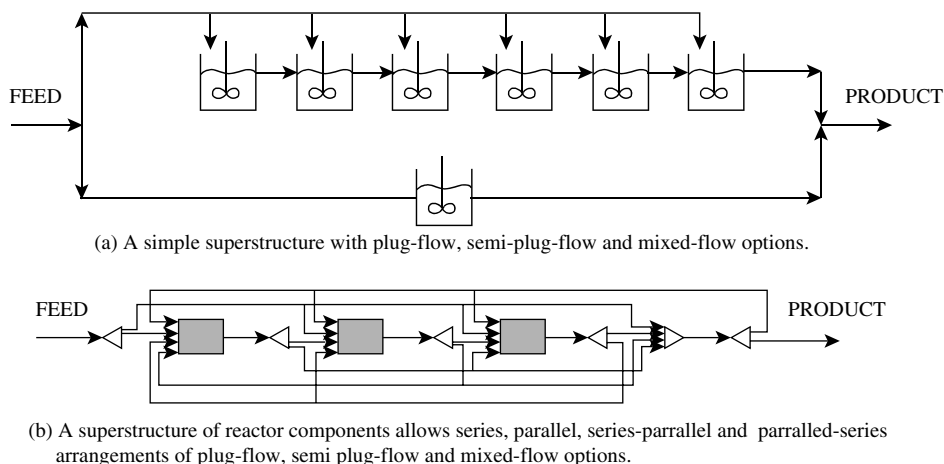 FEED
PRODUCT
(a) A simple superstructure with plug-flow, semi-plug-flow and mixed-flow options.
FEED
PRODUCT
(b) A superstructure of reactor components allows series, parallel, series-parrallel and parralled-series
arrangements of plug-flow, semi plug-flow and mixed-flow options.